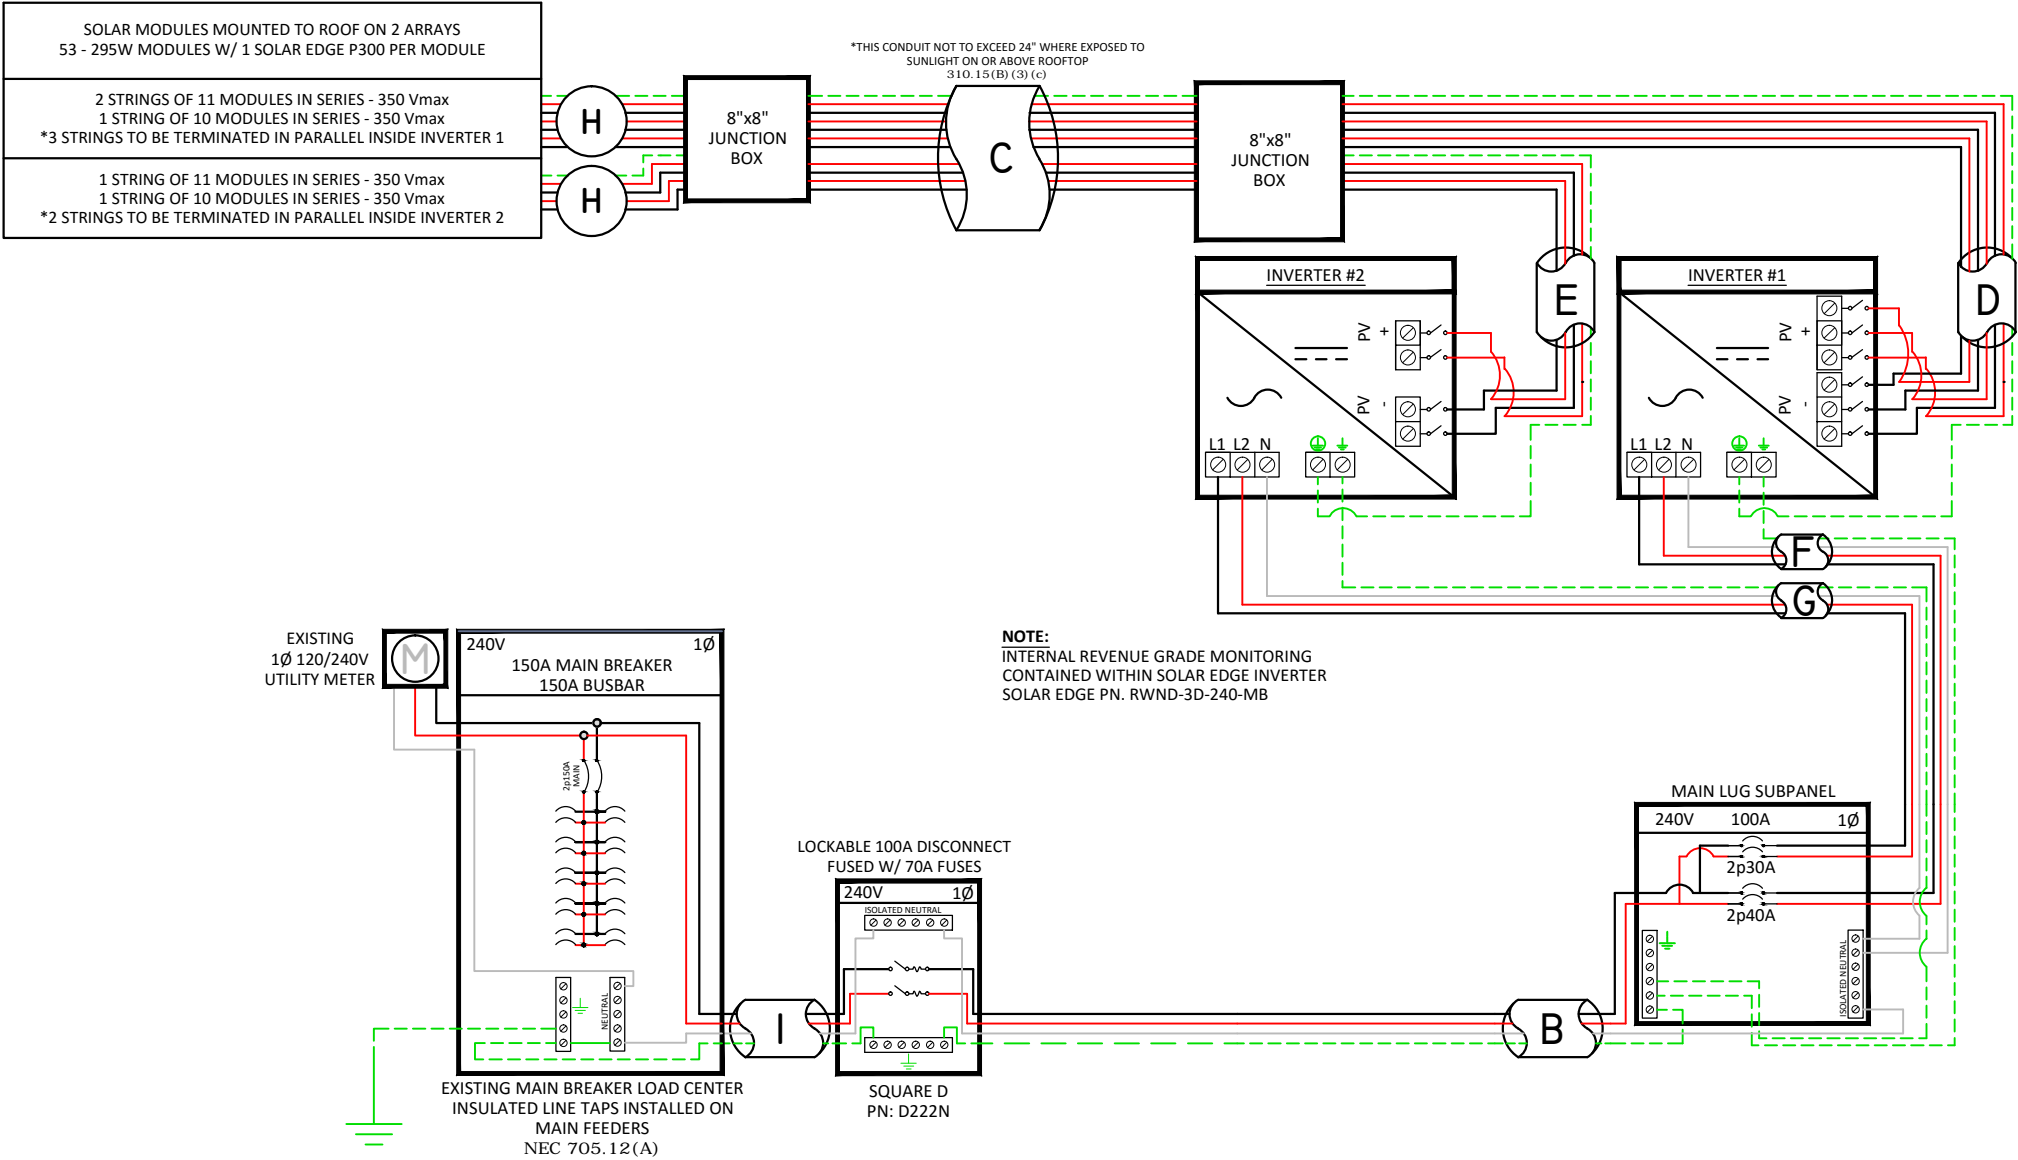 SOLAR MODULES MOUNTED TO ROOF ON 2 ARRAYS
53 - 295W MODULES W/ 1 SOLAR EDGE P300 PER MODULE
2 STRINGS OF 11 MODULES IN SERIES - 350 Vmax
1 STRING OF 10 MODULES IN SERIES - 350 Vmax
*3 STRINGS TO BE TERMINATED IN PARALLEL INSIDE INVERTER 1
1 STRING OF 11 MODULES IN SERIES - 350 Vmax
1 STRING OF 10 MODULES IN SERIES - 350 Vmax
*2 STRINGS TO BE TERMINATED IN PARALLEL INSIDE INVERTER 2
H
H
8"x8"
JUNCTION
BOX
*THIS CONDUIT NOT TO EXCEED 24" WHERE EXPOSED TO
SUNLIGHT ON OR ABOVE ROOFTOP
310.15(B)(3)(c)
C
8"x8"
JUNCTION
BOX
INVERTER #2
PV +
PV -
L1 L2 N
E
INVERTER #1
PV +
PV -
L1 L2 N
D
F
G
NOTE:
INTERNAL REVENUE GRADE MONITORING
CONTAINED WITHIN SOLAR EDGE INVERTER
SOLAR EDGE PN. RWND-3D-240-MB
EXISTING
1Ø 120/240V
UTILITY METER
M
240V 1Ø
150A MAIN BREAKER
150A BUSBAR
2p150A
MAIN
NEUTRAL
EXISTING MAIN BREAKER LOAD CENTER
INSULATED LINE TAPS INSTALLED ON
MAIN FEEDERS
NEC 705.12(A)
I
LOCKABLE 100A DISCONNECT
FUSED W/ 70A FUSES
240V 1Ø
ISOLATED NEUTRAL
SQUARE D
PN: D222N
B
MAIN LUG SUBPANEL
240V 100A 1Ø
2p30A
2p40A
ISOLATED NEUTRAL